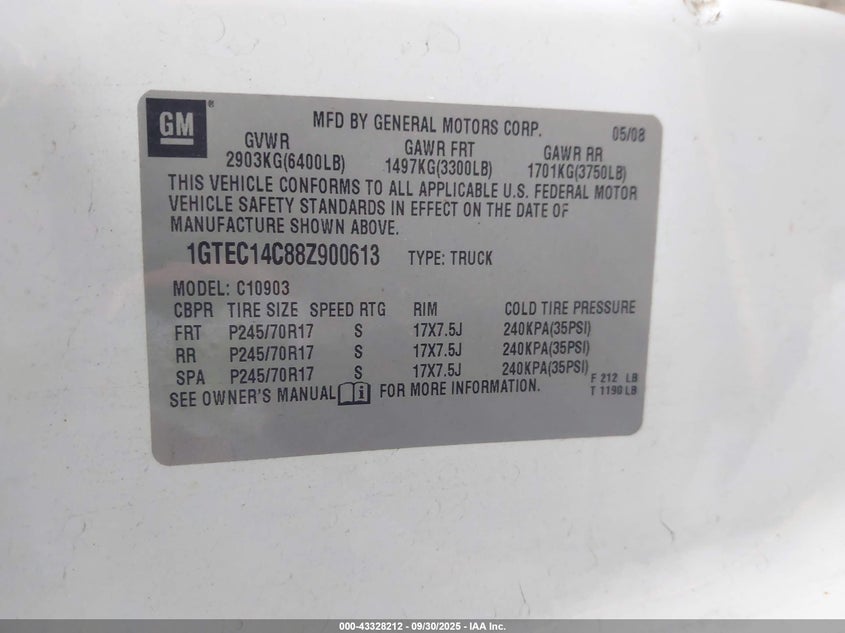 GM ®
MFD BY GENERAL MOTORS CORP. 05/08
GVWR GAWR FRT GAWR RR
2903KG(6400LB) 1497KG(3300LB) 1701KG(3750LB)
THIS VEHICLE CONFORMS TO ALL APPLICABLE U.S. FEDERAL MOTOR
VEHICLE SAFETY STANDARDS IN EFFECT ON THE DATE OF
MANUFACTURE SHOWN ABOVE.
1GTEC14C88Z900613 TYPE: TRUCK
MODEL: C10903
CBPR TIRE SIZE SPEED RTG RIM COLD TIRE PRESSURE
FRT P245/70R17 S 17X7.5J 240KPA(35PSI)
RR P245/70R17 S 17X7.5J 240KPA(35PSI)
SPA P245/70R17 S 17X7.5J 240KPA(35PSI)
SEE OWNER'S MANUAL i FOR MORE INFORMATION.
F 212 LB
T 1190 LB
000-43328212 - 09/30/2025 - IAA Inc.